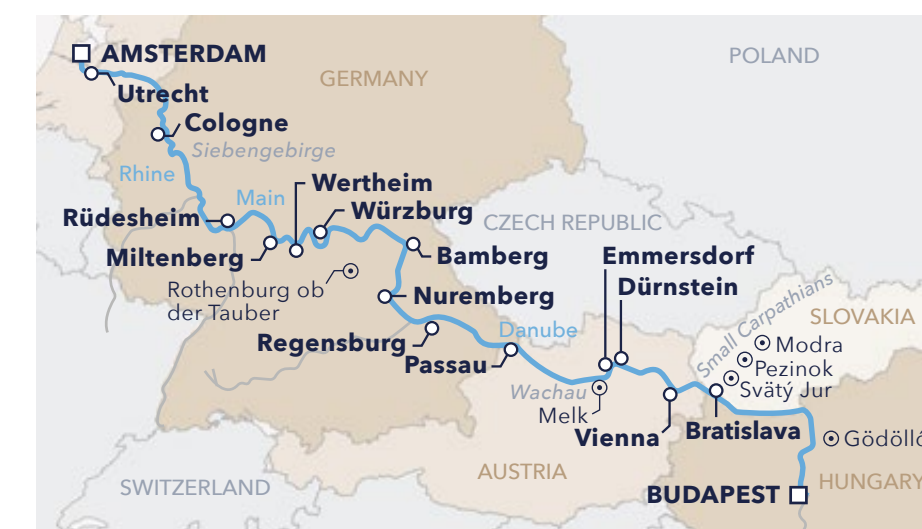 AMSTERDAM
POLAND
GERMANY
Utrecht
Cologne
Siebengebirge
Rhine
Wertheim
Main
Würzburg
Rüdesheim
CZECH REPUBLIC
Miltenberg
Bamberg
Emmersdorf
Rothenburg ob
der Tauber
Nuremberg
Dürnstein
Small Carpathians
SLOVAKIA
Danube
Regensburg
Modra
Passau
Pezinok
Svätý Jur
Wachau
Melk
Vienna
Bratislava
Gödöllő
AUSTRIA
SWITZERLAND
BUDAPEST
HUNGARY